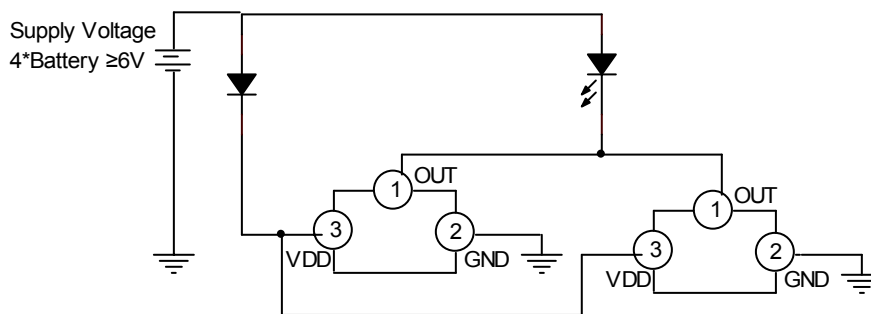 Supply Voltage
4*Battery ≥6V
1
OUT
3
2
VDD
GND
1
OUT
3
2
VDD
GND